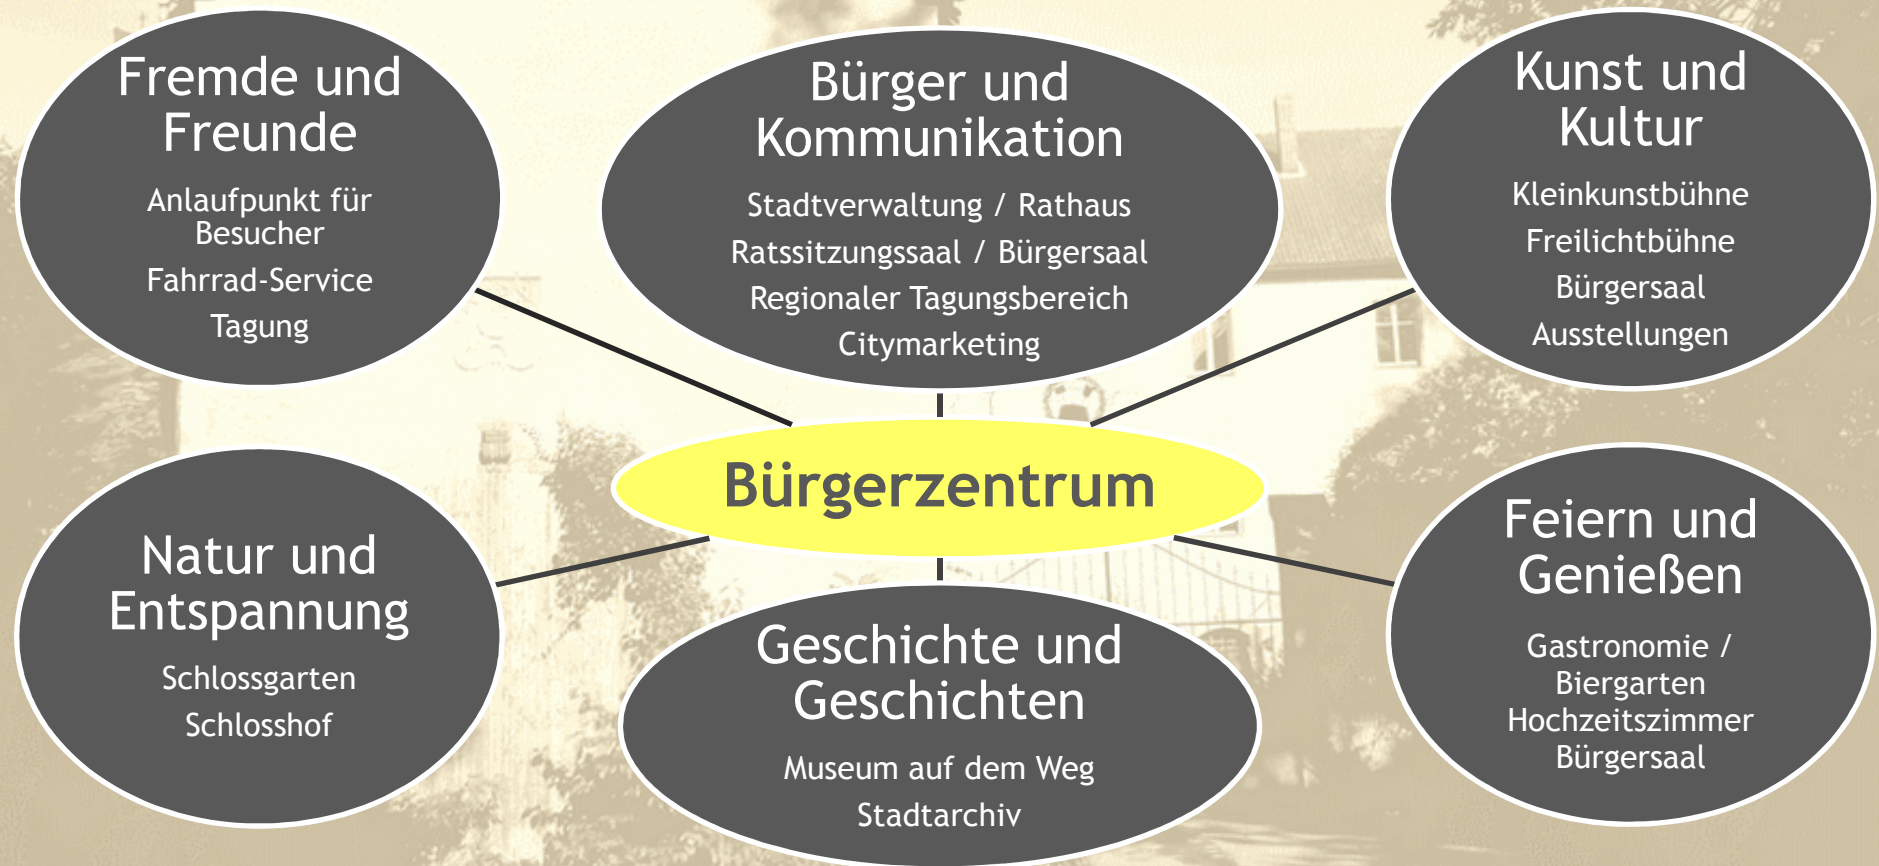 Fremde und
Freunde
Anlaufpunkt für
Besucher
Fahrrad-Service
Tagung
Bürger und
Kommunikation
Stadtverwaltung / Rathaus
Ratssitzungssaal / Bürgersaal
Regionaler Tagungsbereich
Citymarketing
Kunst und
Kultur
Kleinkunstbühne
Freilichtbühne
Bürgersaal
Ausstellungen
Bürgerzentrum
Natur und
Entspannung
Schlossgarten
Schlosshof
Geschichte und
Geschichten
Museum auf dem Weg
Stadtarchiv
Feiern und
Genießen
Gastronomie /
Biergarten
Hochzeitszimmer
Bürgersaal